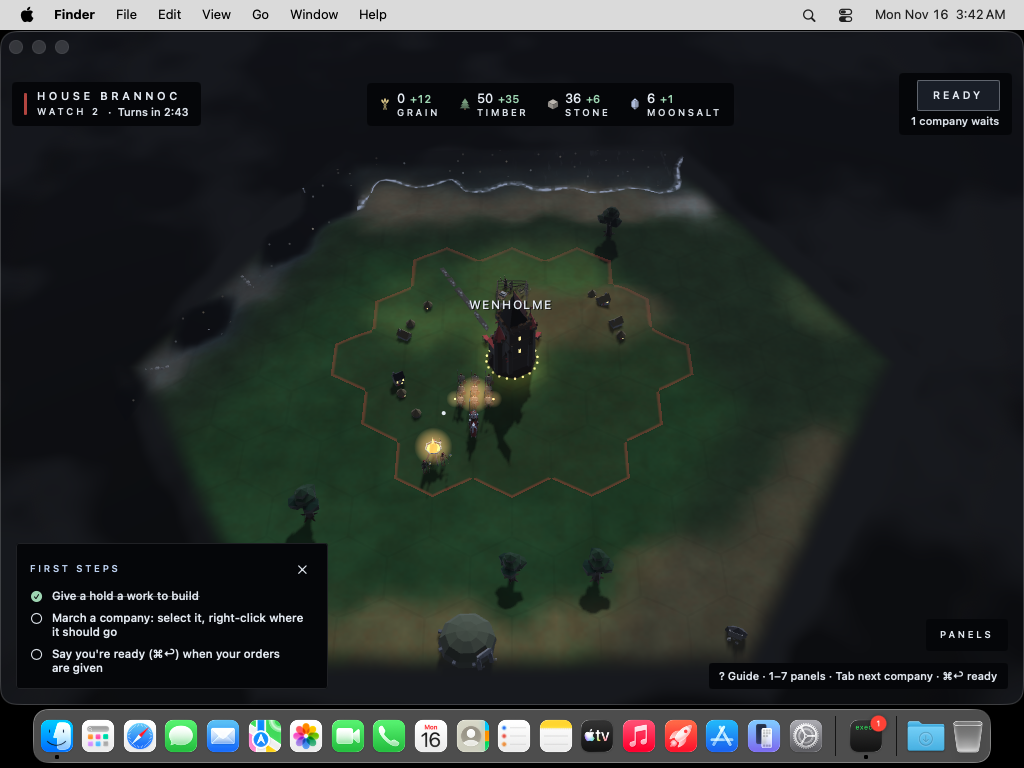 Finder File Edit View Go Window Help Mon Nov 16 3:42 AM
HOUSE BRANNOC
WATCH 2 · Turns in 2:43
0 +12 50 +35 36 +6 6 +1
GRAIN TIMBER STONE MOONSALT
READY
1 company waits
WENHOLME
FIRST STEPS
Give a hold a work to build
March a company: select it, right-click where
it should go
Say you're ready (⌘↩) when your orders
are given
PANELS
? Guide · 1–7 panels · Tab next company · ⌘↩ ready
Mon
16
tv
exec
1